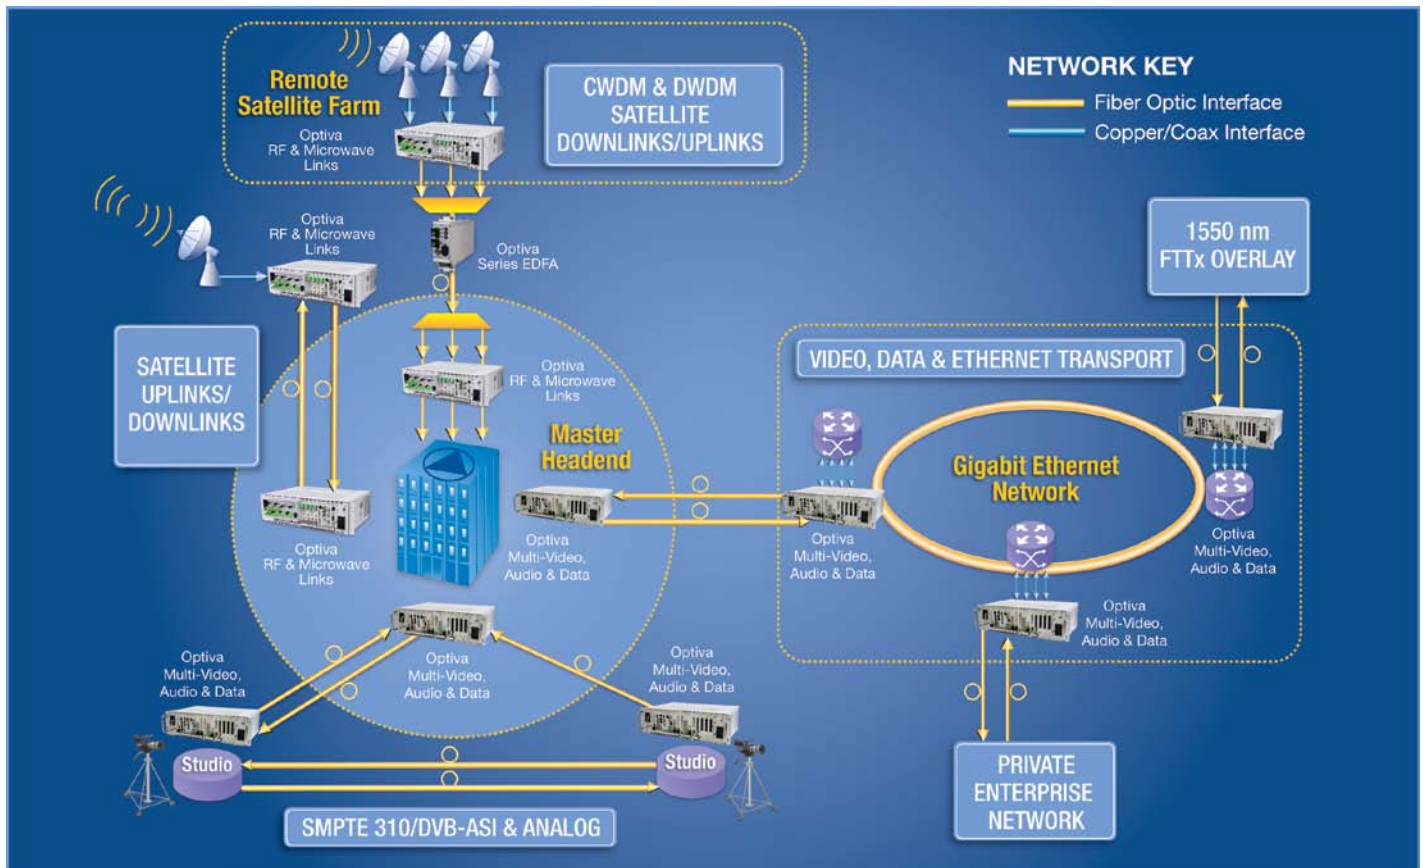 Remote
Satellite Farm
Optiva
RF & Microwave
Links
CWDM & DWDM
SATELLITE
DOWNLINKS/UPLINKS
NETWORK KEY
Fiber Optic Interface
Copper/Coax Interface
Optiva
RF & Microwave
Links
Optiva
Series EDFA
1550 nm
FTTx OVERLAY
SATELLITE
UPLINKS/
DOWNLINKS
Optiva
RF & Microwave
Links
VIDEO, DATA & ETHERNET TRANSPORT
Master
Headend
Gigabit Ethernet
Network
Optiva
RF & Microwave
Links
Optiva
Multi-Video,
Audio & Data
Optiva
Multi-Video,
Audio & Data
Optiva
Multi-Video,
Audio & Data
Optiva
Multi-Video,
Audio & Data
Optiva
Multi-Video,
Audio & Data
Optiva
Multi-Video,
Audio & Data
Optiva
Multi-Video,
Audio & Data
Studio
Studio
SMPTE 310/DVB-ASI & ANALOG
PRIVATE
ENTERPRISE
NETWORK